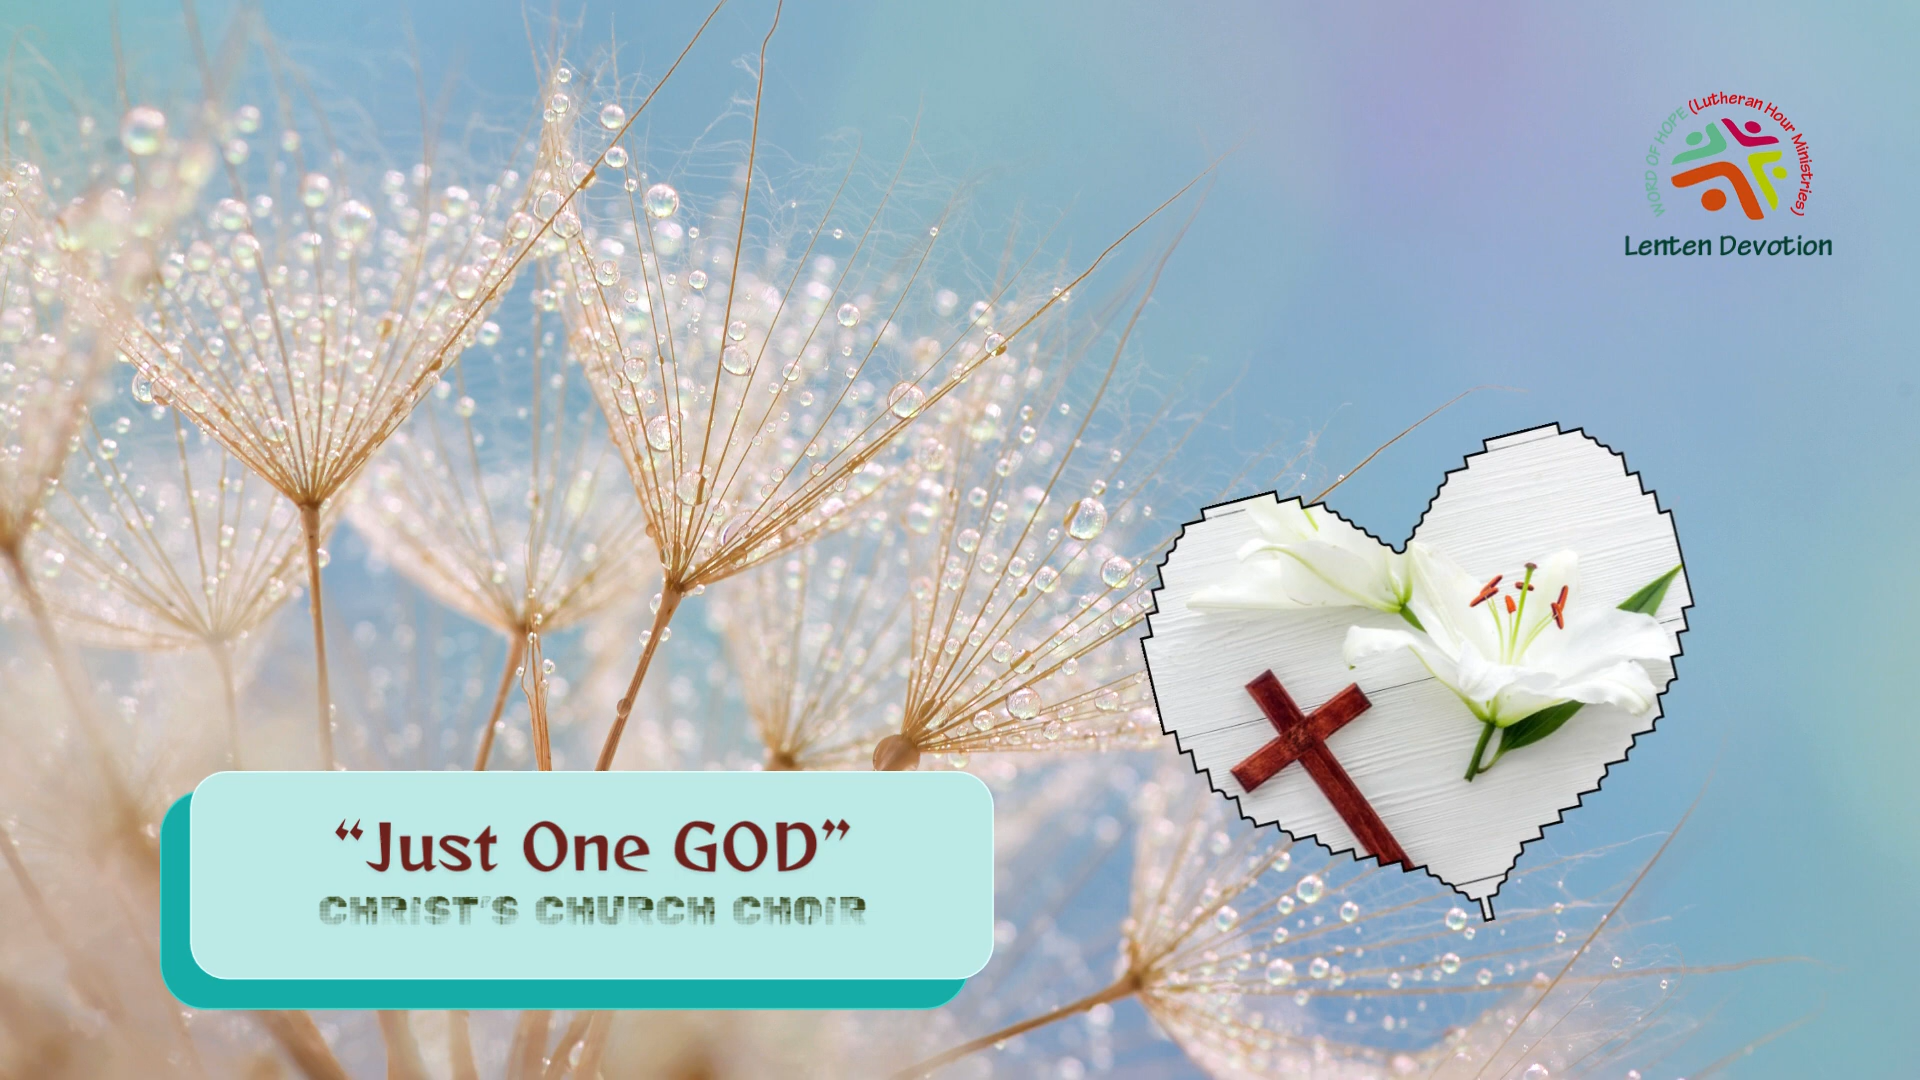 WORD OF HOPE (Lutheran Hour Ministries)
Lenten Devotion
“Just One GOD”
CHRIST'S CHURCH CHOIR